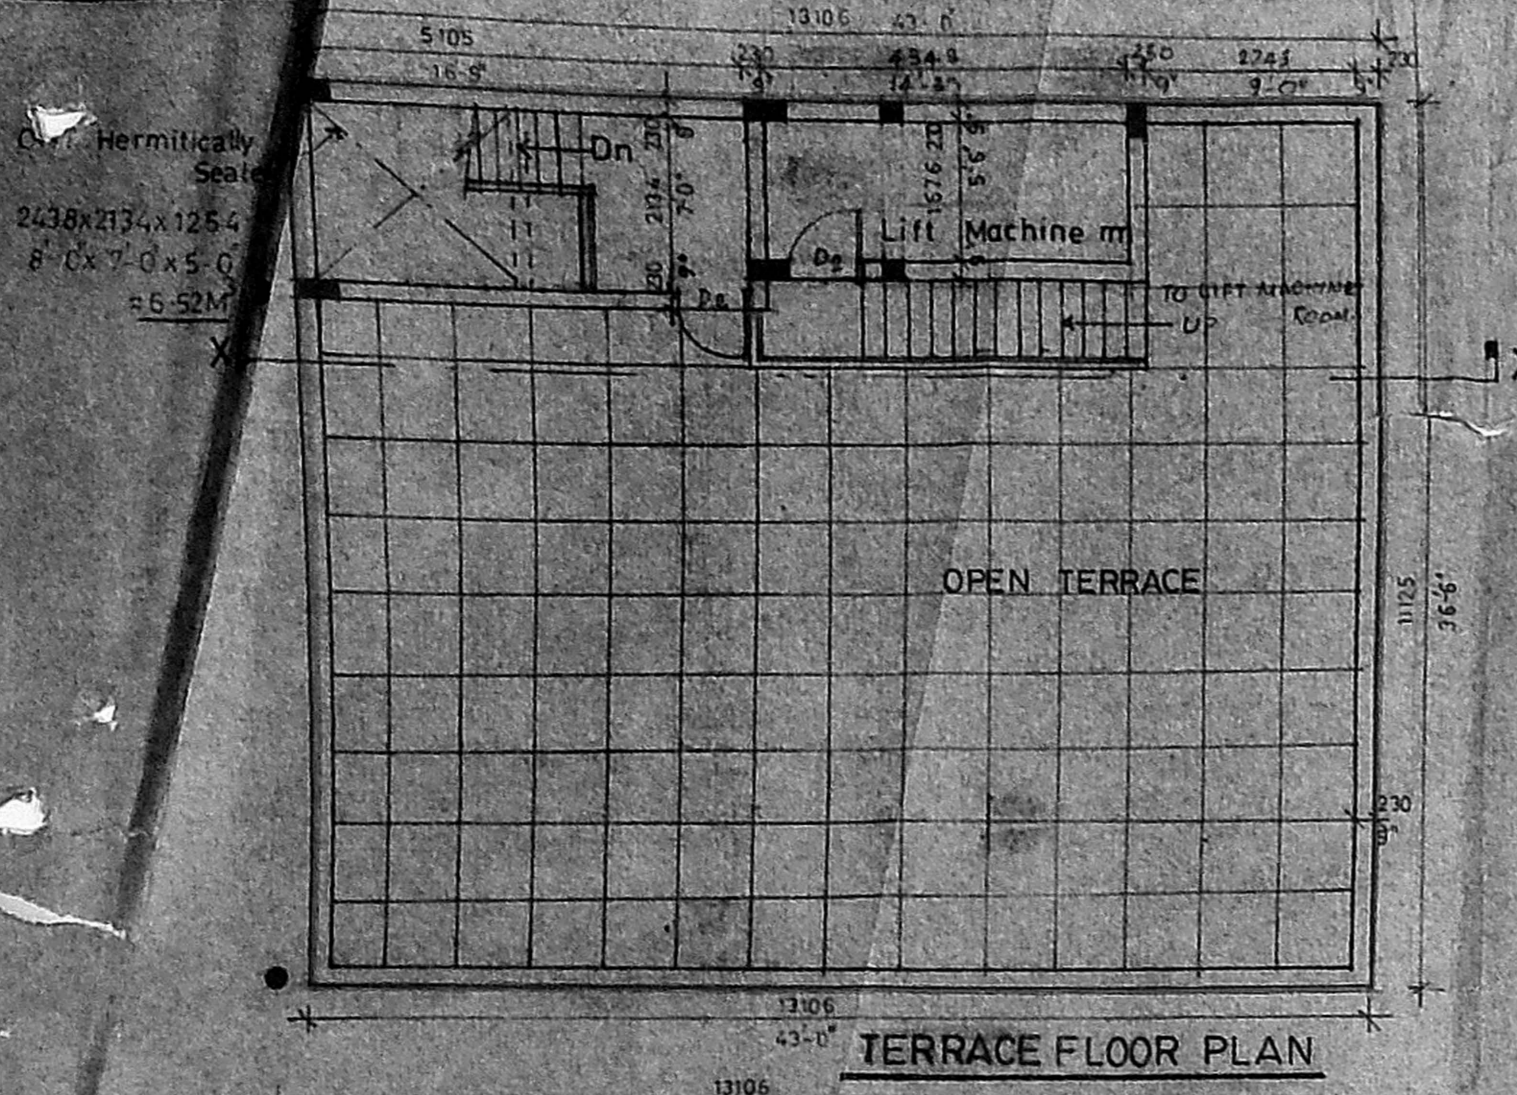 13106 43-0"
5105 230 4348 230 2743 230
16-9" 9" 14-3" 9" 9-0" 9"
Hermitically
Sealed
2438x2134x1254
8'-0"x7'-0"x5-0"
=6.52M³
Dn
230 9"
2134 7-0"
230 9"
230 9"
1676 5'6"
9"
Lift Machine m
D2
D2
TO LIFT MACHINE
UP ROOM.
X
OPEN TERRACE
11125
36-6"
230
9"
13106
43-0"
TERRACE FLOOR PLAN
13106